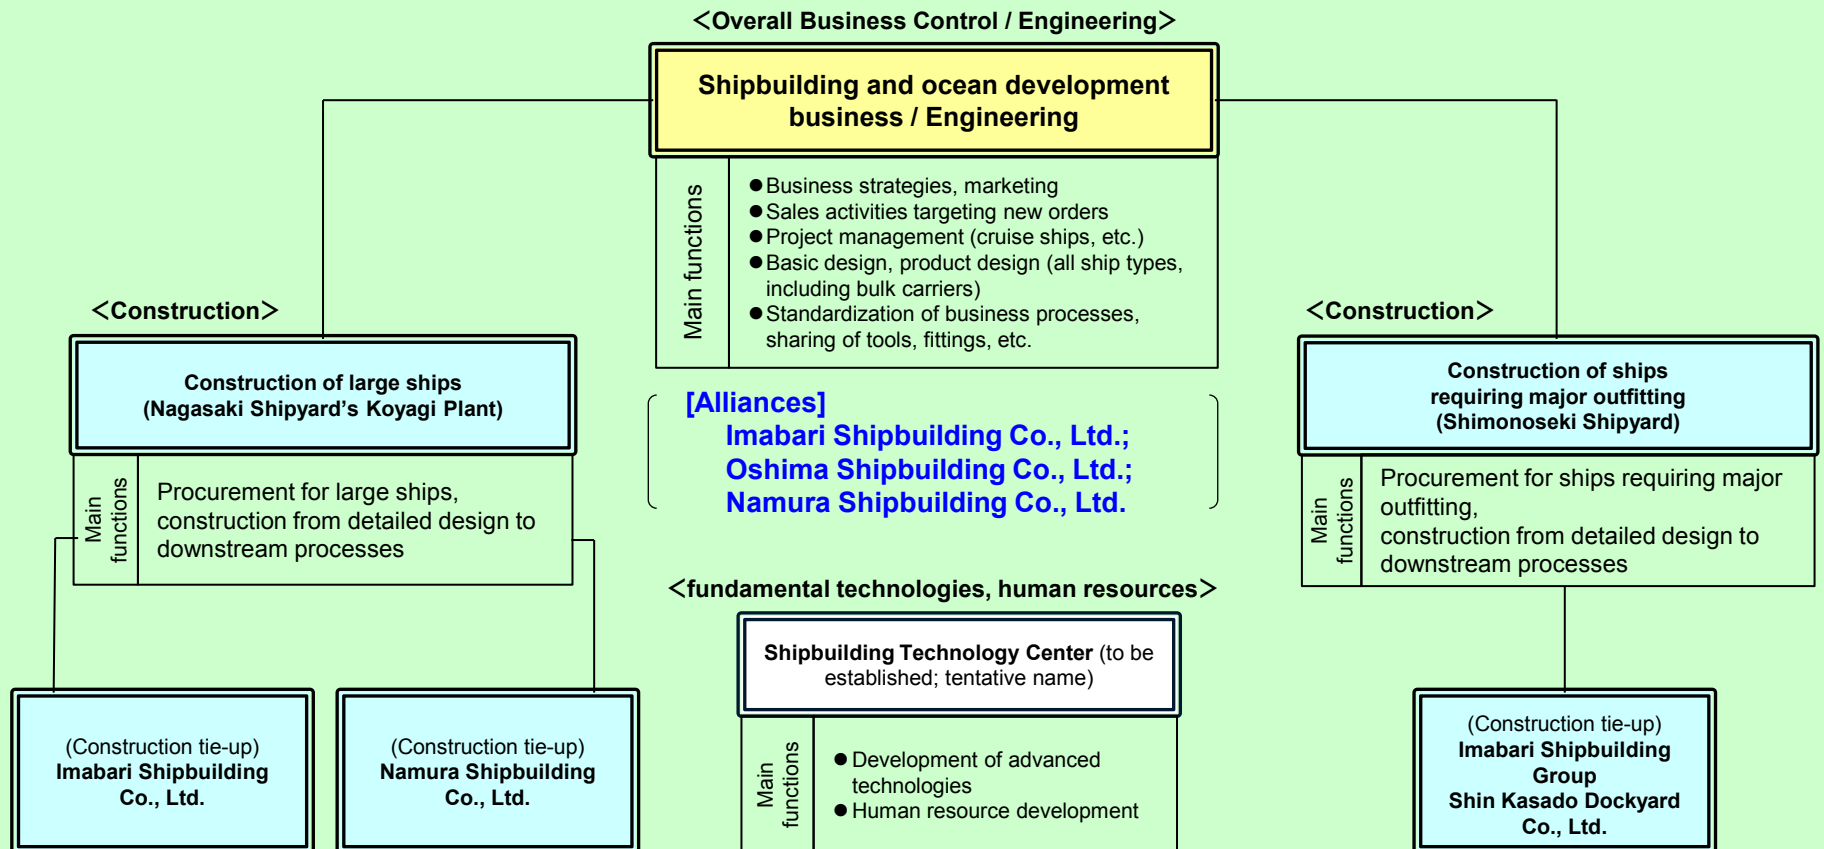 <Overall Business Control / Engineering>
Shipbuilding and ocean development
business / Engineering
Main functions
●Business strategies, marketing
●Sales activities targeting new orders
●Project management (cruise ships, etc.)
●Basic design, product design (all ship types,
including bulk carriers)
●Standardization of business processes,
sharing of tools, fittings, etc.
<Construction>
Construction of large ships
(Nagasaki Shipyard's Koyagi Plant)
Main
functions
Procurement for large ships,
construction from detailed design to
downstream processes
[Alliances]
Imabari Shipbuilding Co., Ltd.;
Oshima Shipbuilding Co., Ltd.;
Namura Shipbuilding Co., Ltd.
<Construction>
Construction of ships
requiring major outfitting
(Shimonoseki Shipyard)
Main
functions
Procurement for ships requiring major
outfitting,
construction from detailed design to
downstream processes
<fundamental technologies, human resources>
Shipbuilding Technology Center (to be
established; tentative name)
Main
functions
●Development of advanced
technologies
●Human resource development
(Construction tie-up)
Imabari Shipbuilding
Co., Ltd.
(Construction tie-up)
Namura Shipbuilding
Co., Ltd.
(Construction tie-up)
Imabari Shipbuilding
Group
Shin Kasado Dockyard
Co., Ltd.